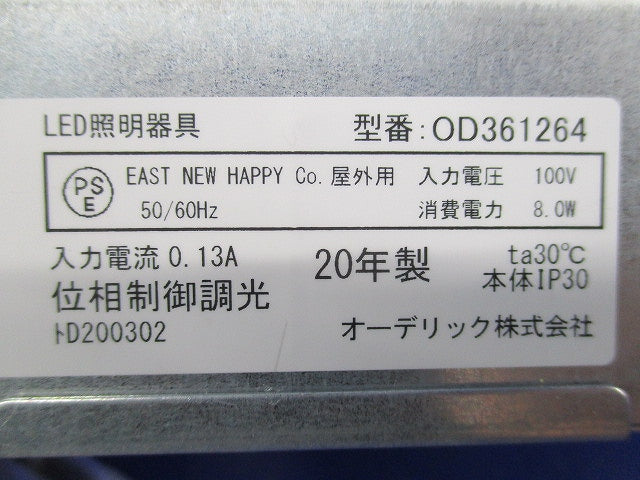 LED照明器具 型番:OD361264
PS E EAST NEW HAPPY Co. 屋外用 入力電圧 100V
50/60Hz 消費電力 8.0W
入力電流 0.13A 20年製 ta30℃
位相制御調光 本体IP30
ﾄD200302 オーデリック株式会社